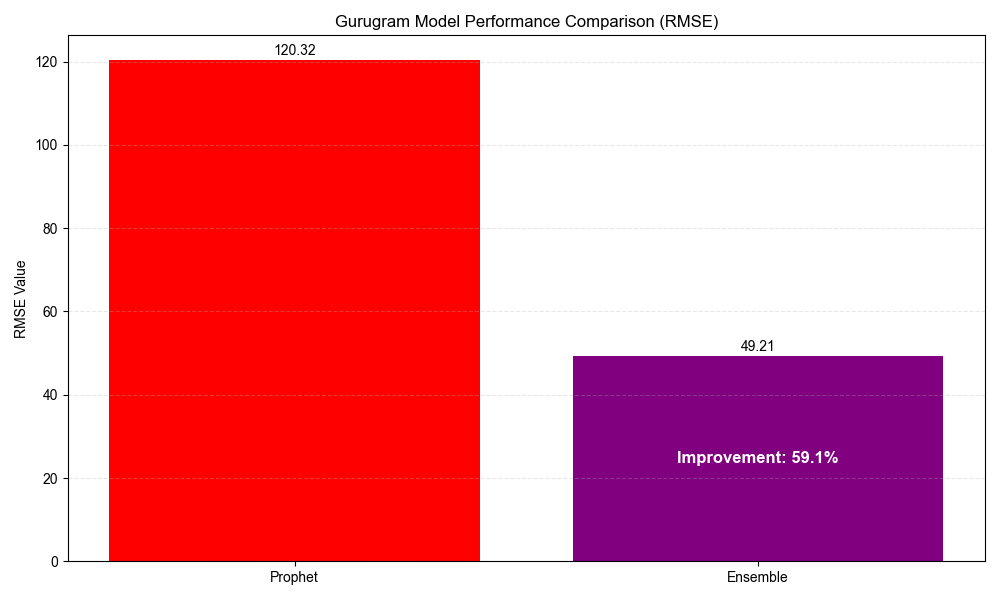 Gurugram Model Performance Comparison (RMSE)
120.32
120
100
80
60
40
20
0
RMSE Value
49.21
Improvement: 59.1%
Prophet
Ensemble